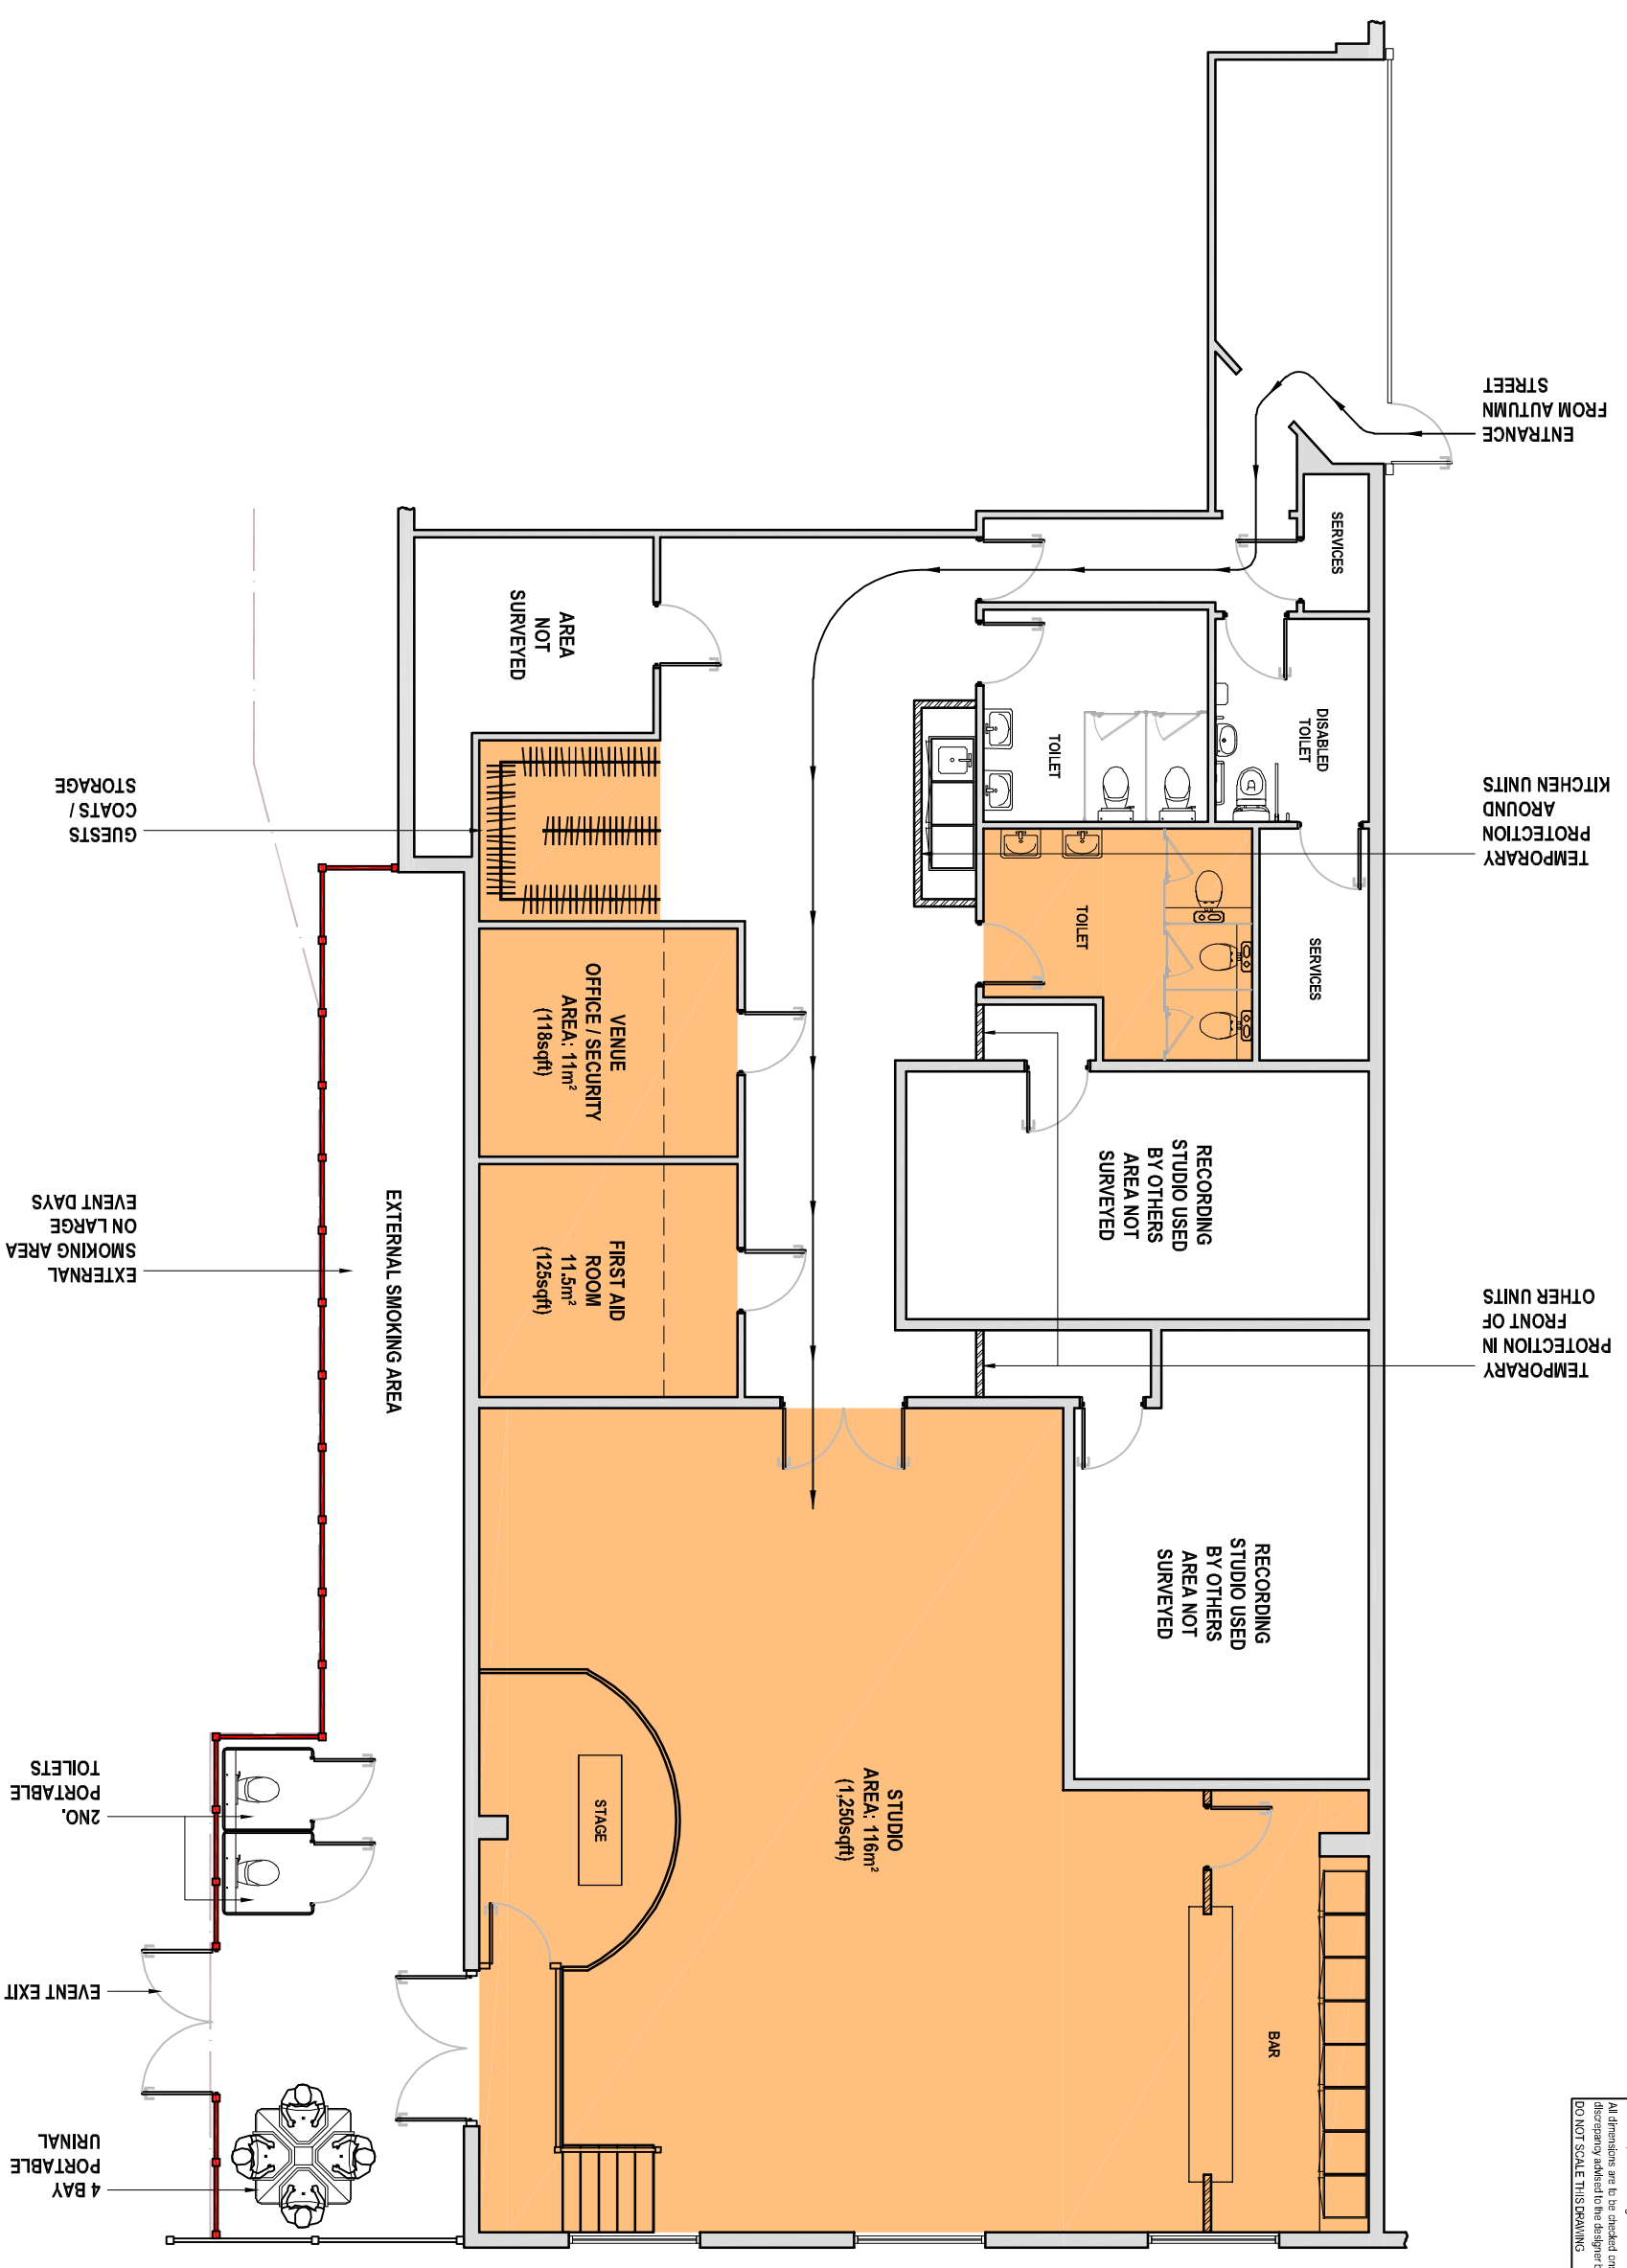 ENTRANCE
FROM AUTUMN
STREET
SERVICES
AREA
NOT
SURVEYED
DISABLED
TOILET
TOILET
GUESTS
COATS /
STORAGE
TEMPORARY
PROTECTION
AROUND
KITCHEN UNITS
TOILET
SERVICES
VENUE
OFFICE / SECURITY
AREA: 11m²
(118sqft)
RECORDING
STUDIO USED
BY OTHERS
AREA NOT
SURVEYED
EXTERNAL
SMOKING AREA
ON LARGE
EVENT DAYS
EXTERNAL SMOKING AREA
FIRST AID
ROOM
11.5m²
(125sqft)
TEMPORARY
PROTECTION IN
FRONT OF
OTHER UNITS
RECORDING
STUDIO USED
BY OTHERS
AREA NOT
SURVEYED
2NO.
PORTABLE
TOILETS
STAGE
STUDIO
AREA: 116m²
(1,250sqft)
EVENT EXIT
BAR
4 BAY
PORTABLE
URINAL
All dimensions are to be checked on
discrepancy advised to the designer
DO NOT SCALE THIS DRAWING